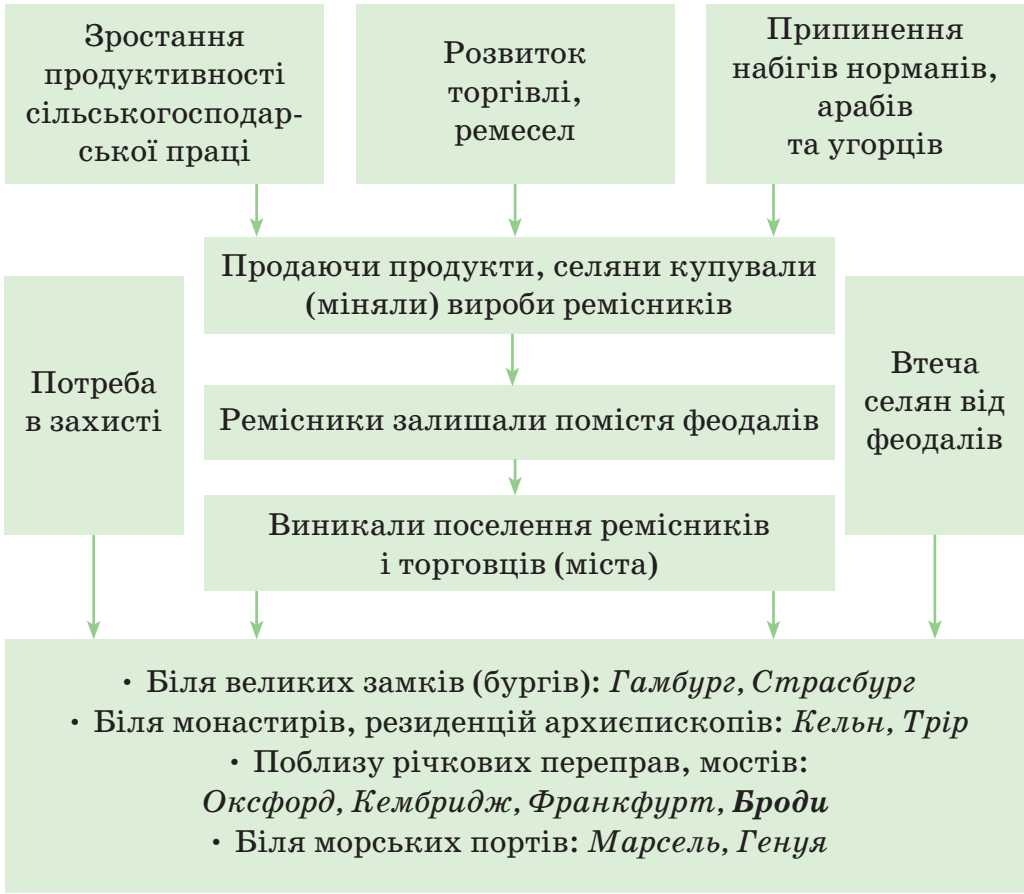 Зростання
продуктивності
сільськогосподар-
ської праці
Розвиток
торгівлі,
ремесел
Припинення
набігів норманів,
арабів
та угорців
Продаючи продукти, селяни купували
(міняли) вироби ремісників
Потреба
в захисті
Ремісники залишали помістя феодалів
Втеча
селян від
феодалів
Виникали поселення ремісників
і торговців (міста)
• Біля великих замків (бургів): Гамбург, Страсбург
• Біля монастирів, резиденцій архиєпископів: Кельн, Трір
• Поблизу річкових переправ, мостів:
Оксфорд, Кембридж, Франкфурт, Броди
• Біля морських портів: Марсель, Генуя